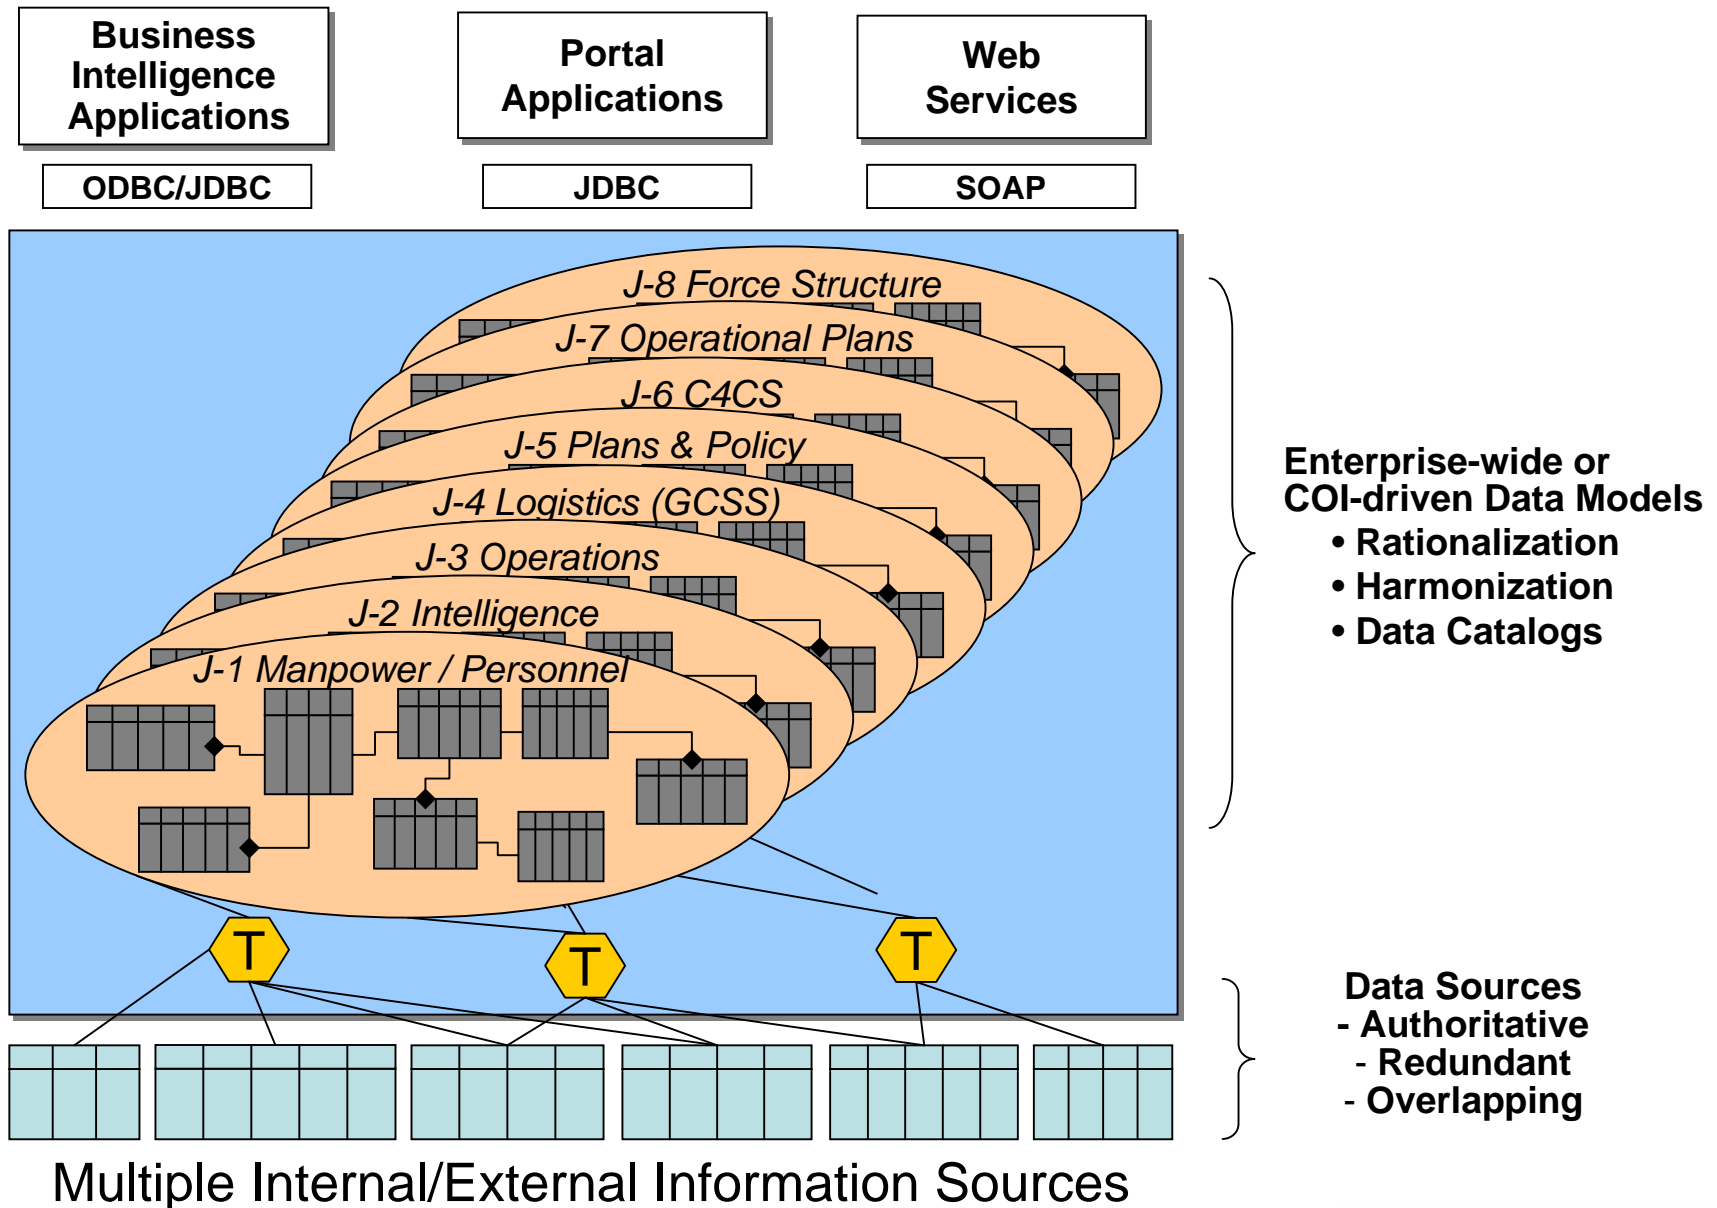 Business
Intelligence
Applications
Portal
Applications
Web
Services
ODBC/JDBC
JDBC
SOAP
J-8 Force Structure
J-7 Operational Plans
J-6 C4CS
J-5 Plans & Policy
J-4 Logistics (GCSS)
J-3 Operations
J-2 Intelligence
J-1 Manpower / Personnel
Enterprise-wide or
COI-driven Data Models
• Rationalization
• Harmonization
• Data Catalogs
T
T
T
Data Sources
- Authoritative
- Redundant
- Overlapping
Multiple Internal/External Information Sources